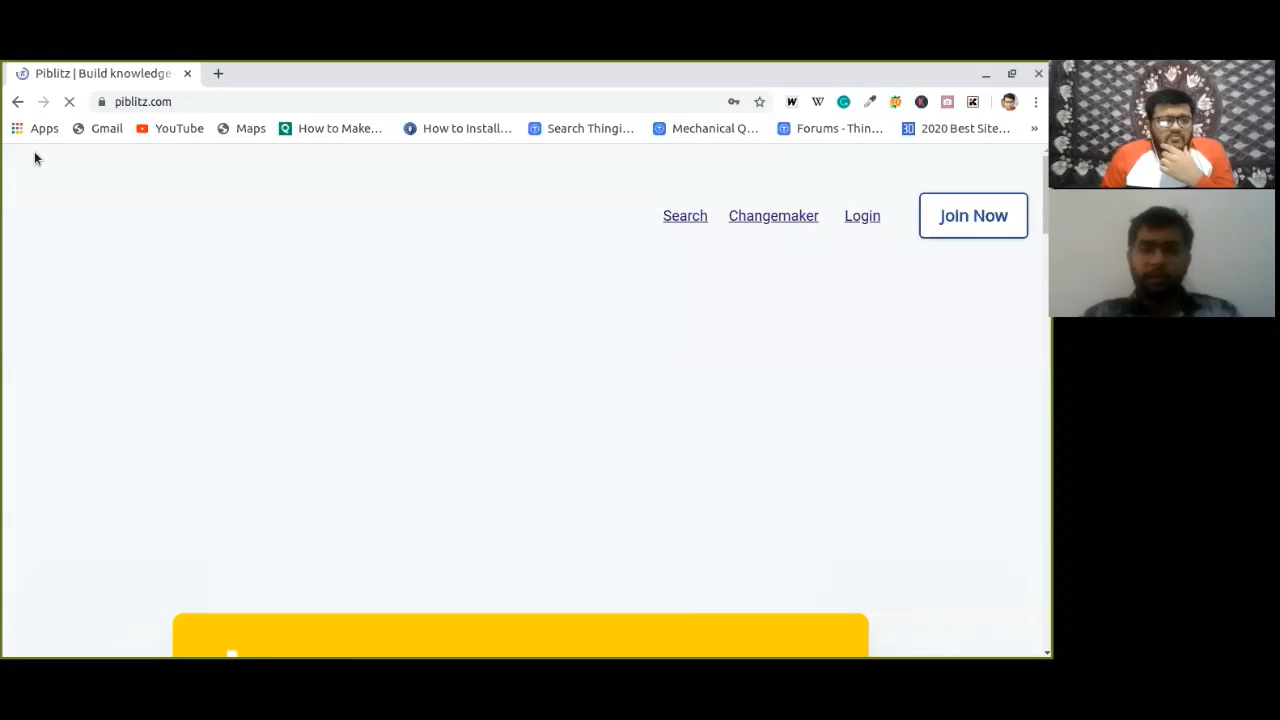 Piblitz | Build knowledge
piblitz.com
Apps Gmail YouTube Maps How to Make... How to Install... Search Thingi... Mechanical Q... Forums - Thin... 2020 Best Site... »
Search Changemaker Login Join Now